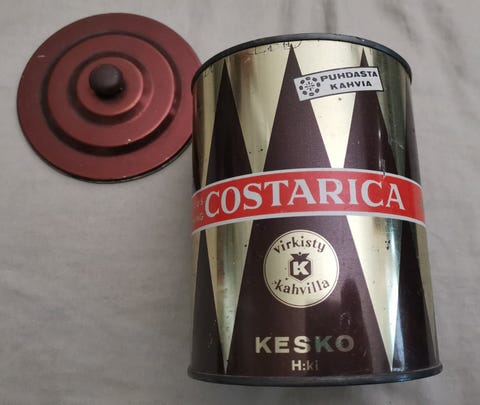 PUHDASTA
KAHVIA
COSTARICA
virkisty
K
kahvilla
KESKO
H:ki